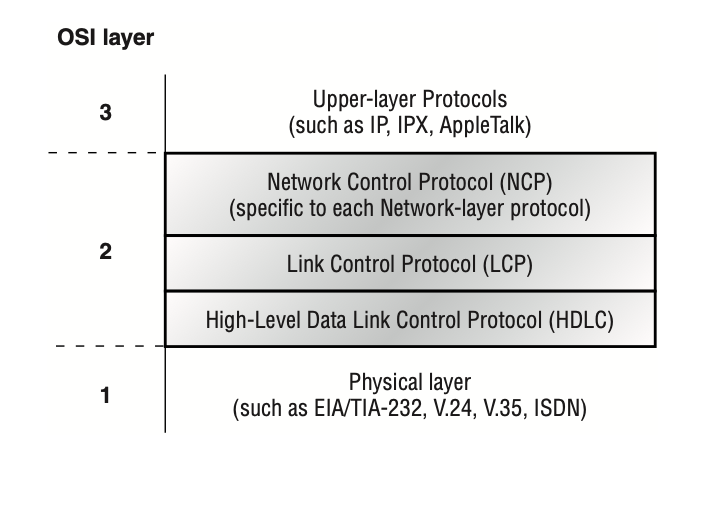 OSI layer
3
Upper-layer Protocols
(such as IP, IPX, AppleTalk)
Network Control Protocol (NCP)
(specific to each Network-layer protocol)
2
Link Control Protocol (LCP)
High-Level Data Link Control Protocol (HDLC)
1
Physical layer
(such as EIA/TIA-232, V.24, V.35, ISDN)